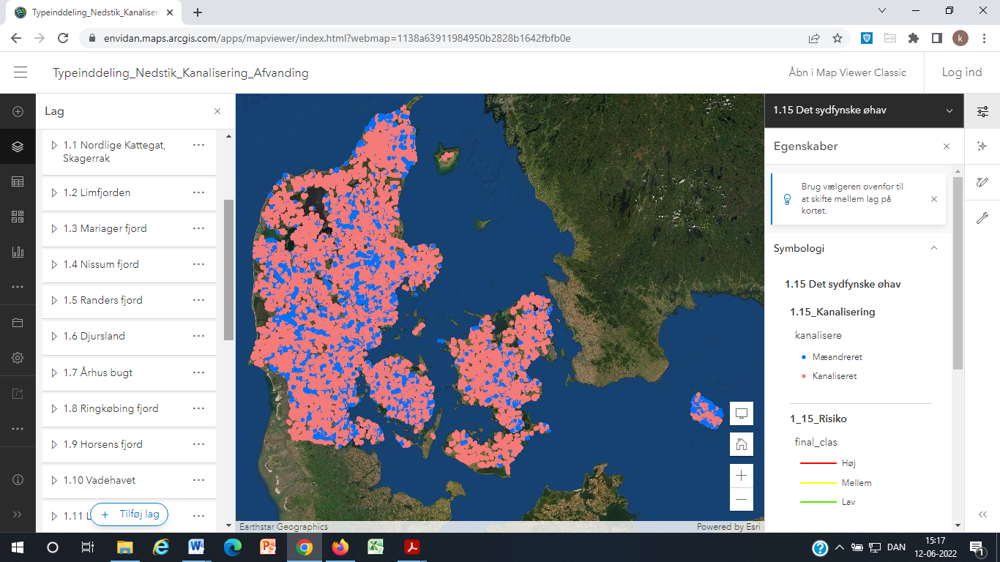 Typeinddeling_Nedstik_Kanaliser
envidan.maps.arcgis.com/apps/mapviewer/index.html?webmap=1138a63911984950b2828b1642fbfb0e
k
Typeinddeling_Nedstik_Kanalisering_Afvanding
Åbn i Map Viewer Classic
Log ind
Lag
1.1 Nordlige Kattegat,
Skagerrak
1.2 Limfjorden
1.3 Mariager fjord
1.4 Nissum fjord
1.5 Randers fjord
1.6 Djursland
1.7 Århus bugt
1.8 Ringkøbing fjord
1.9 Horsens fjord
1.10 Vadehavet
1.11 L
Tilføj lag
Earthstar Geographics
Powered by Esri
1.15 Det sydfynske øhav
Egenskaber
Brug vælgeren ovenfor til
at skifte mellem lag på
kortet.
Symbologi
1.15 Det sydfynske øhav
1.15_Kanalisering
kanalisere
Mæandreret
Kanaliseret
1_15_Risiko
final_clas
Høj
Mellem
Lav
DAN
15:17
12-06-2022
1